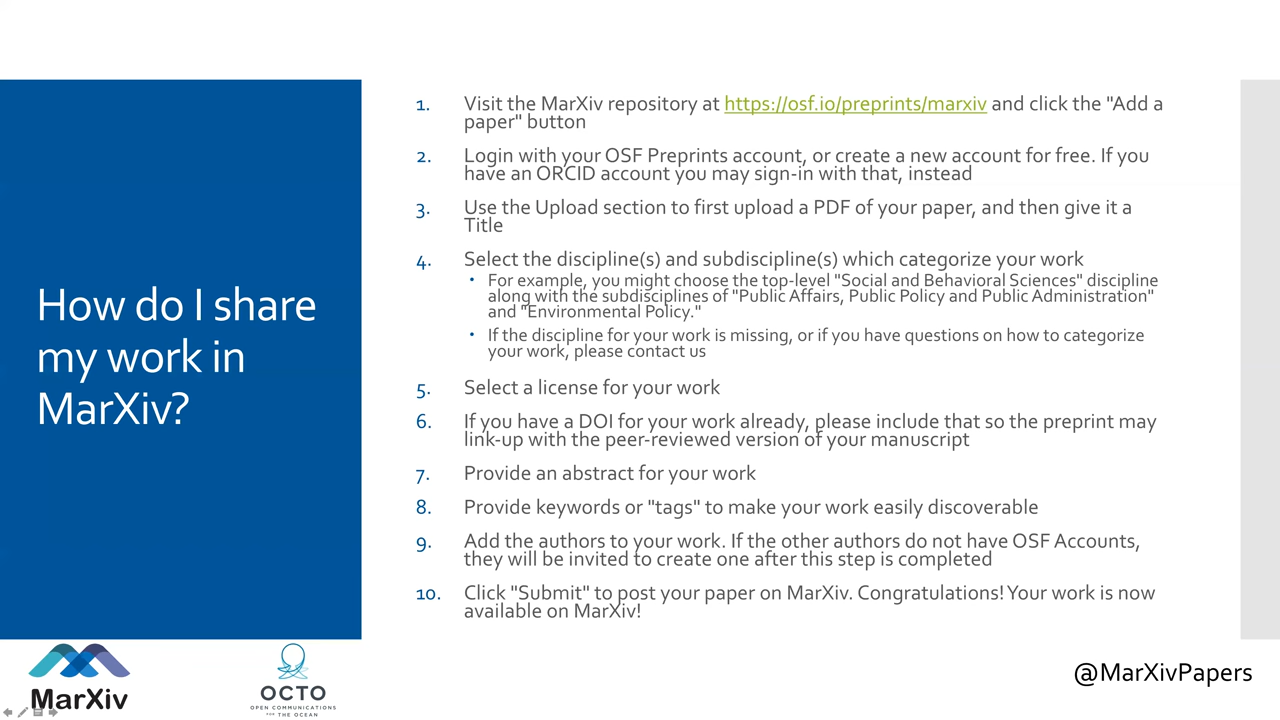 How do I share
my work in
MarXiv?
1. Visit the MarXiv repository at https://osf.io/preprints/marxiv and click the "Add a
paper" button
2. Login with your OSF Preprints account, or create a new account for free. If you
have an ORCID account you may sign-in with that, instead
3. Use the Upload section to first upload a PDF of your paper, and then give it a
Title
4. Select the discipline(s) and subdiscipline(s) which categorize your work
• For example, you might choose the top-level "Social and Behavioral Sciences" discipline
along with the subdisciplines of "Public Affairs, Public Policy and Public Administration"
and "Environmental Policy."
• If the discipline for your work is missing, or if you have questions on how to categorize
your work, please contact us
5. Select a license for your work
6. If you have a DOI for your work already, please include that so the preprint may
link-up with the peer-reviewed version of your manuscript
7. Provide an abstract for your work
8. Provide keywords or "tags" to make your work easily discoverable
9. Add the authors to your work. If the other authors do not have OSF Accounts,
they will be invited to create one after this step is completed
10. Click "Submit" to post your paper on MarXiv. Congratulations! Your work is now
available on MarXiv!
MarXiv
OCTO
OPEN COMMUNICATIONS
FOR THE OCEAN
@MarXivPapers